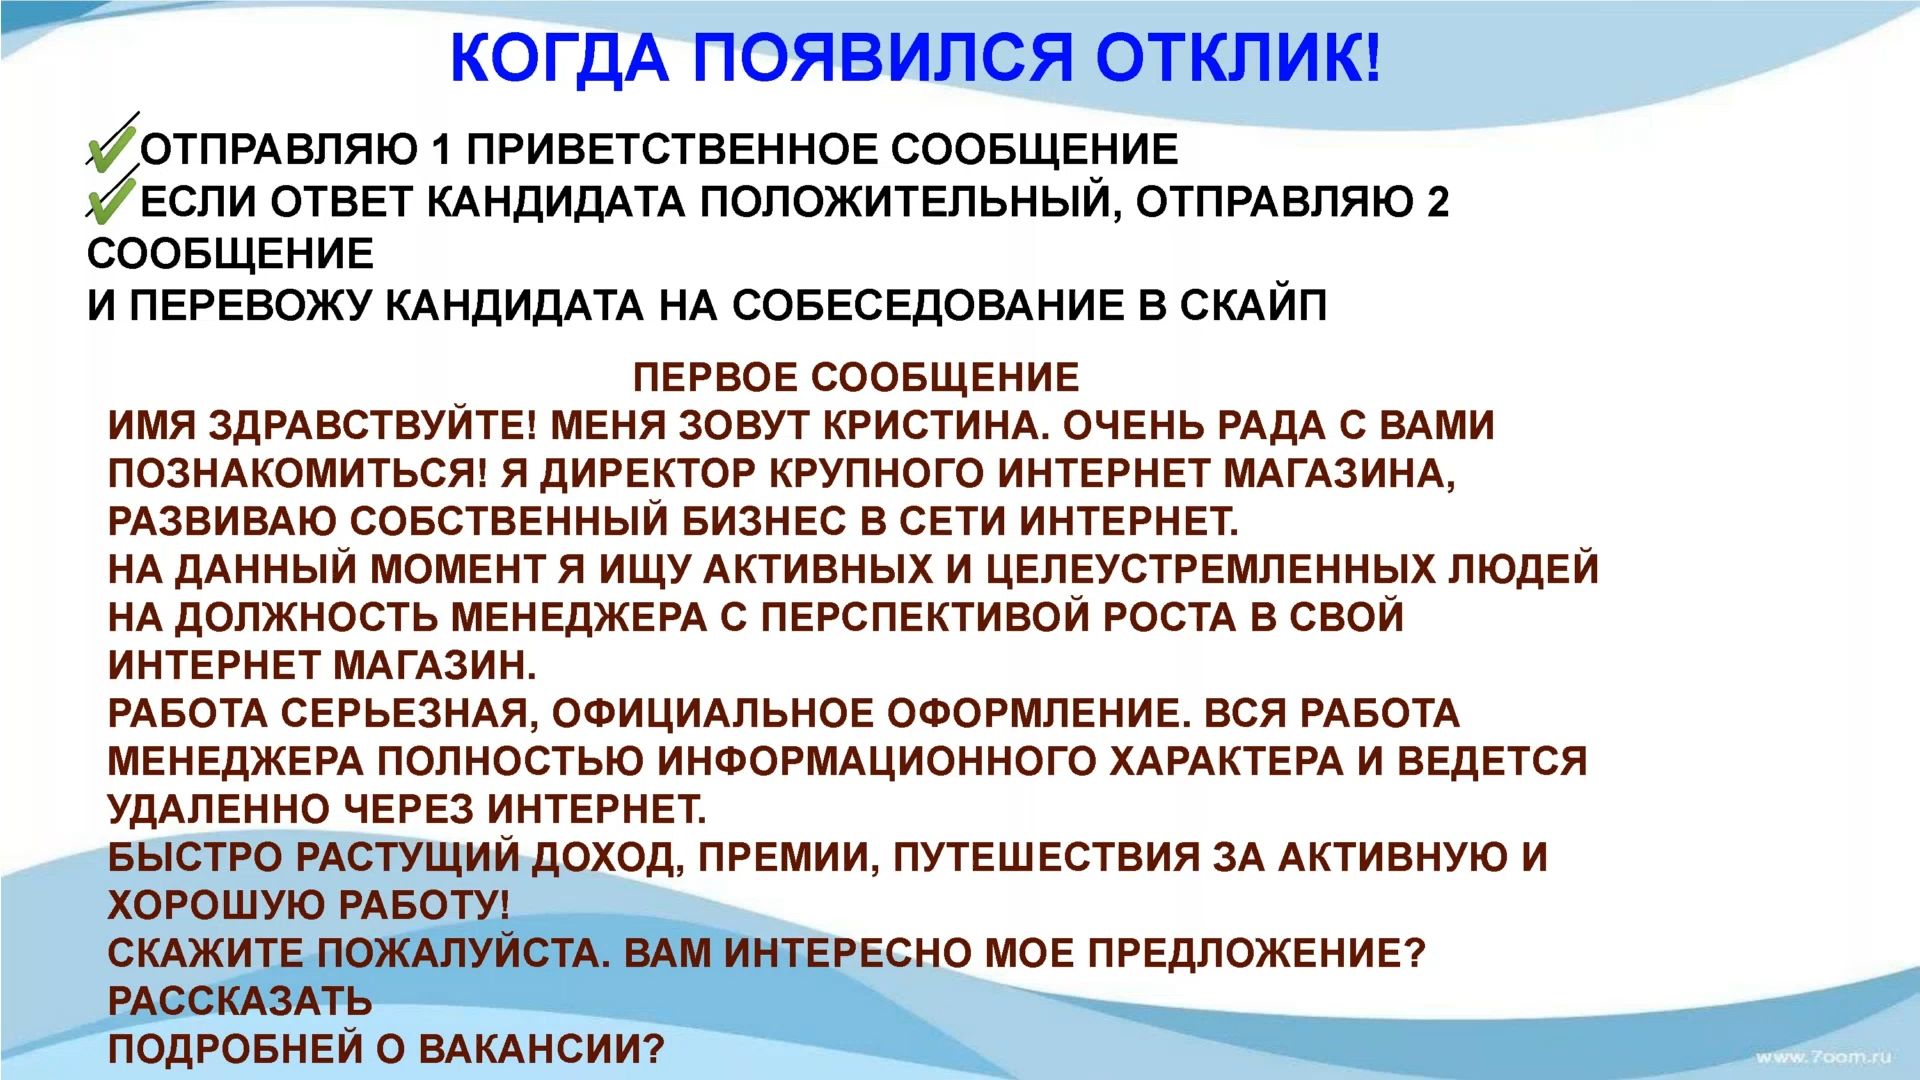 КОГДА ПОЯВИЛСЯ ОТКЛИК!
ОТПРАВЛЯЮ 1 ПРИВЕТСТВЕННОЕ СООБЩЕНИЕ
ЕСЛИ ОТВЕТ КАНДИДАТА ПОЛОЖИТЕЛЬНЫЙ, ОТПРАВЛЯЮ 2
СООБЩЕНИЕ
И ПЕРЕВОЖУ КАНДИДАТА НА СОБЕСЕДОВАНИЕ В СКАЙП
ПЕРВОЕ СООБЩЕНИЕ
ИМЯ ЗДРАВСТВУЙТЕ! МЕНЯ ЗОВУТ КРИСТИНА. ОЧЕНЬ РАДА С ВАМИ
ПОЗНАКОМИТЬСЯ! Я ДИРЕКТОР КРУПНОГО ИНТЕРНЕТ МАГАЗИНА,
РАЗВИВАЮ СОБСТВЕННЫЙ БИЗНЕС В СЕТИ ИНТЕРНЕТ.
НА ДАННЫЙ МОМЕНТ Я ИЩУ АКТИВНЫХ И ЦЕЛЕУСТРЕМЛЕННЫХ ЛЮДЕЙ
НА ДОЛЖНОСТЬ МЕНЕДЖЕРА С ПЕРСПЕКТИВОЙ РОСТА В СВОЙ
ИНТЕРНЕТ МАГАЗИН.
РАБОТА СЕРЬЕЗНАЯ, ОФИЦИАЛЬНОЕ ОФОРМЛЕНИЕ. ВСЯ РАБОТА
МЕНЕДЖЕРА ПОЛНОСТЬЮ ИНФОРМАЦИОННОГО ХАРАКТЕРА И ВЕДЕТСЯ
УДАЛЕННО ЧЕРЕЗ ИНТЕРНЕТ.
БЫСТРО РАСТУЩИЙ ДОХОД, ПРЕМИИ, ПУТЕШЕСТВИЯ ЗА АКТИВНУЮ И
ХОРОШУЮ РАБОТУ!
СКАЖИТЕ ПОЖАЛУЙСТА. ВАМ ИНТЕРЕСНО МОЕ ПРЕДЛОЖЕНИЕ?
РАССКАЗАТЬ
ПОДРОБНЕЙ О ВАКАНСИИ?
www.7oom.ru